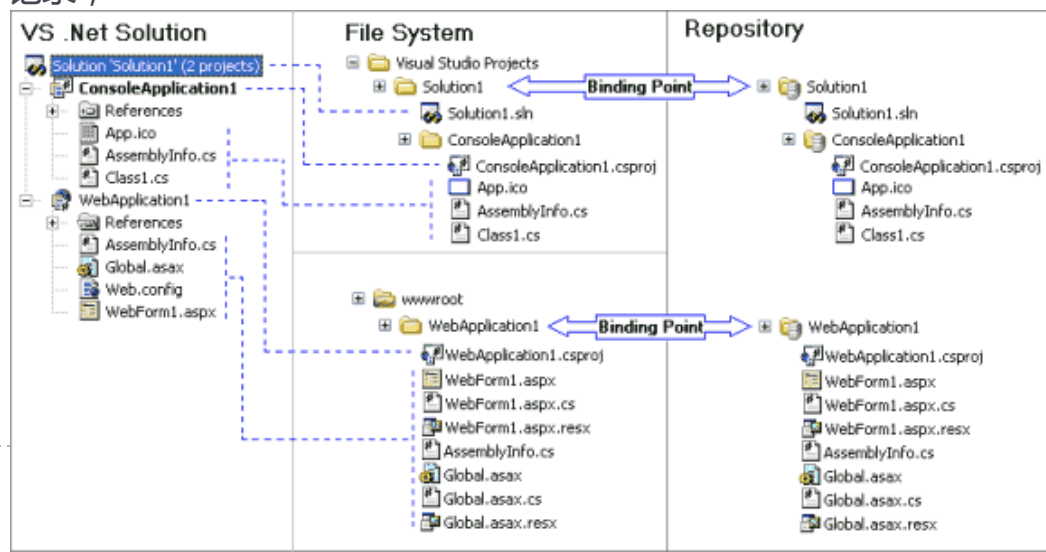 VS .Net Solution
Solution 'Solution1' (2 projects)
ConsoleApplication1
References
App.ico
AssemblyInfo.cs
Class1.cs
WebApplication1
References
AssemblyInfo.cs
Global.asax
Web.config
WebForm1.aspx
File System
Visual Studio Projects
Solution1
Binding Point
Solution1.sln
ConsoleApplication1
ConsoleApplication1.csproj
App.ico
AssemblyInfo.cs
Class1.cs
wwwroot
WebApplication1
Binding Point
WebApplication1.csproj
WebForm1.aspx
WebForm1.aspx.cs
WebForm1.aspx.resx
AssemblyInfo.cs
Global.asax
Global.asax.cs
Global.asax.resx
Repository
Solution1
Solution1.sln
ConsoleApplication1
ConsoleApplication1.csproj
App.ico
AssemblyInfo.cs
Class1.cs
WebApplication1
WebApplication1.csproj
WebForm1.aspx
WebForm1.aspx.cs
WebForm1.aspx.resx
AssemblyInfo.cs
Global.asax
Global.asax.cs
Global.asax.resx